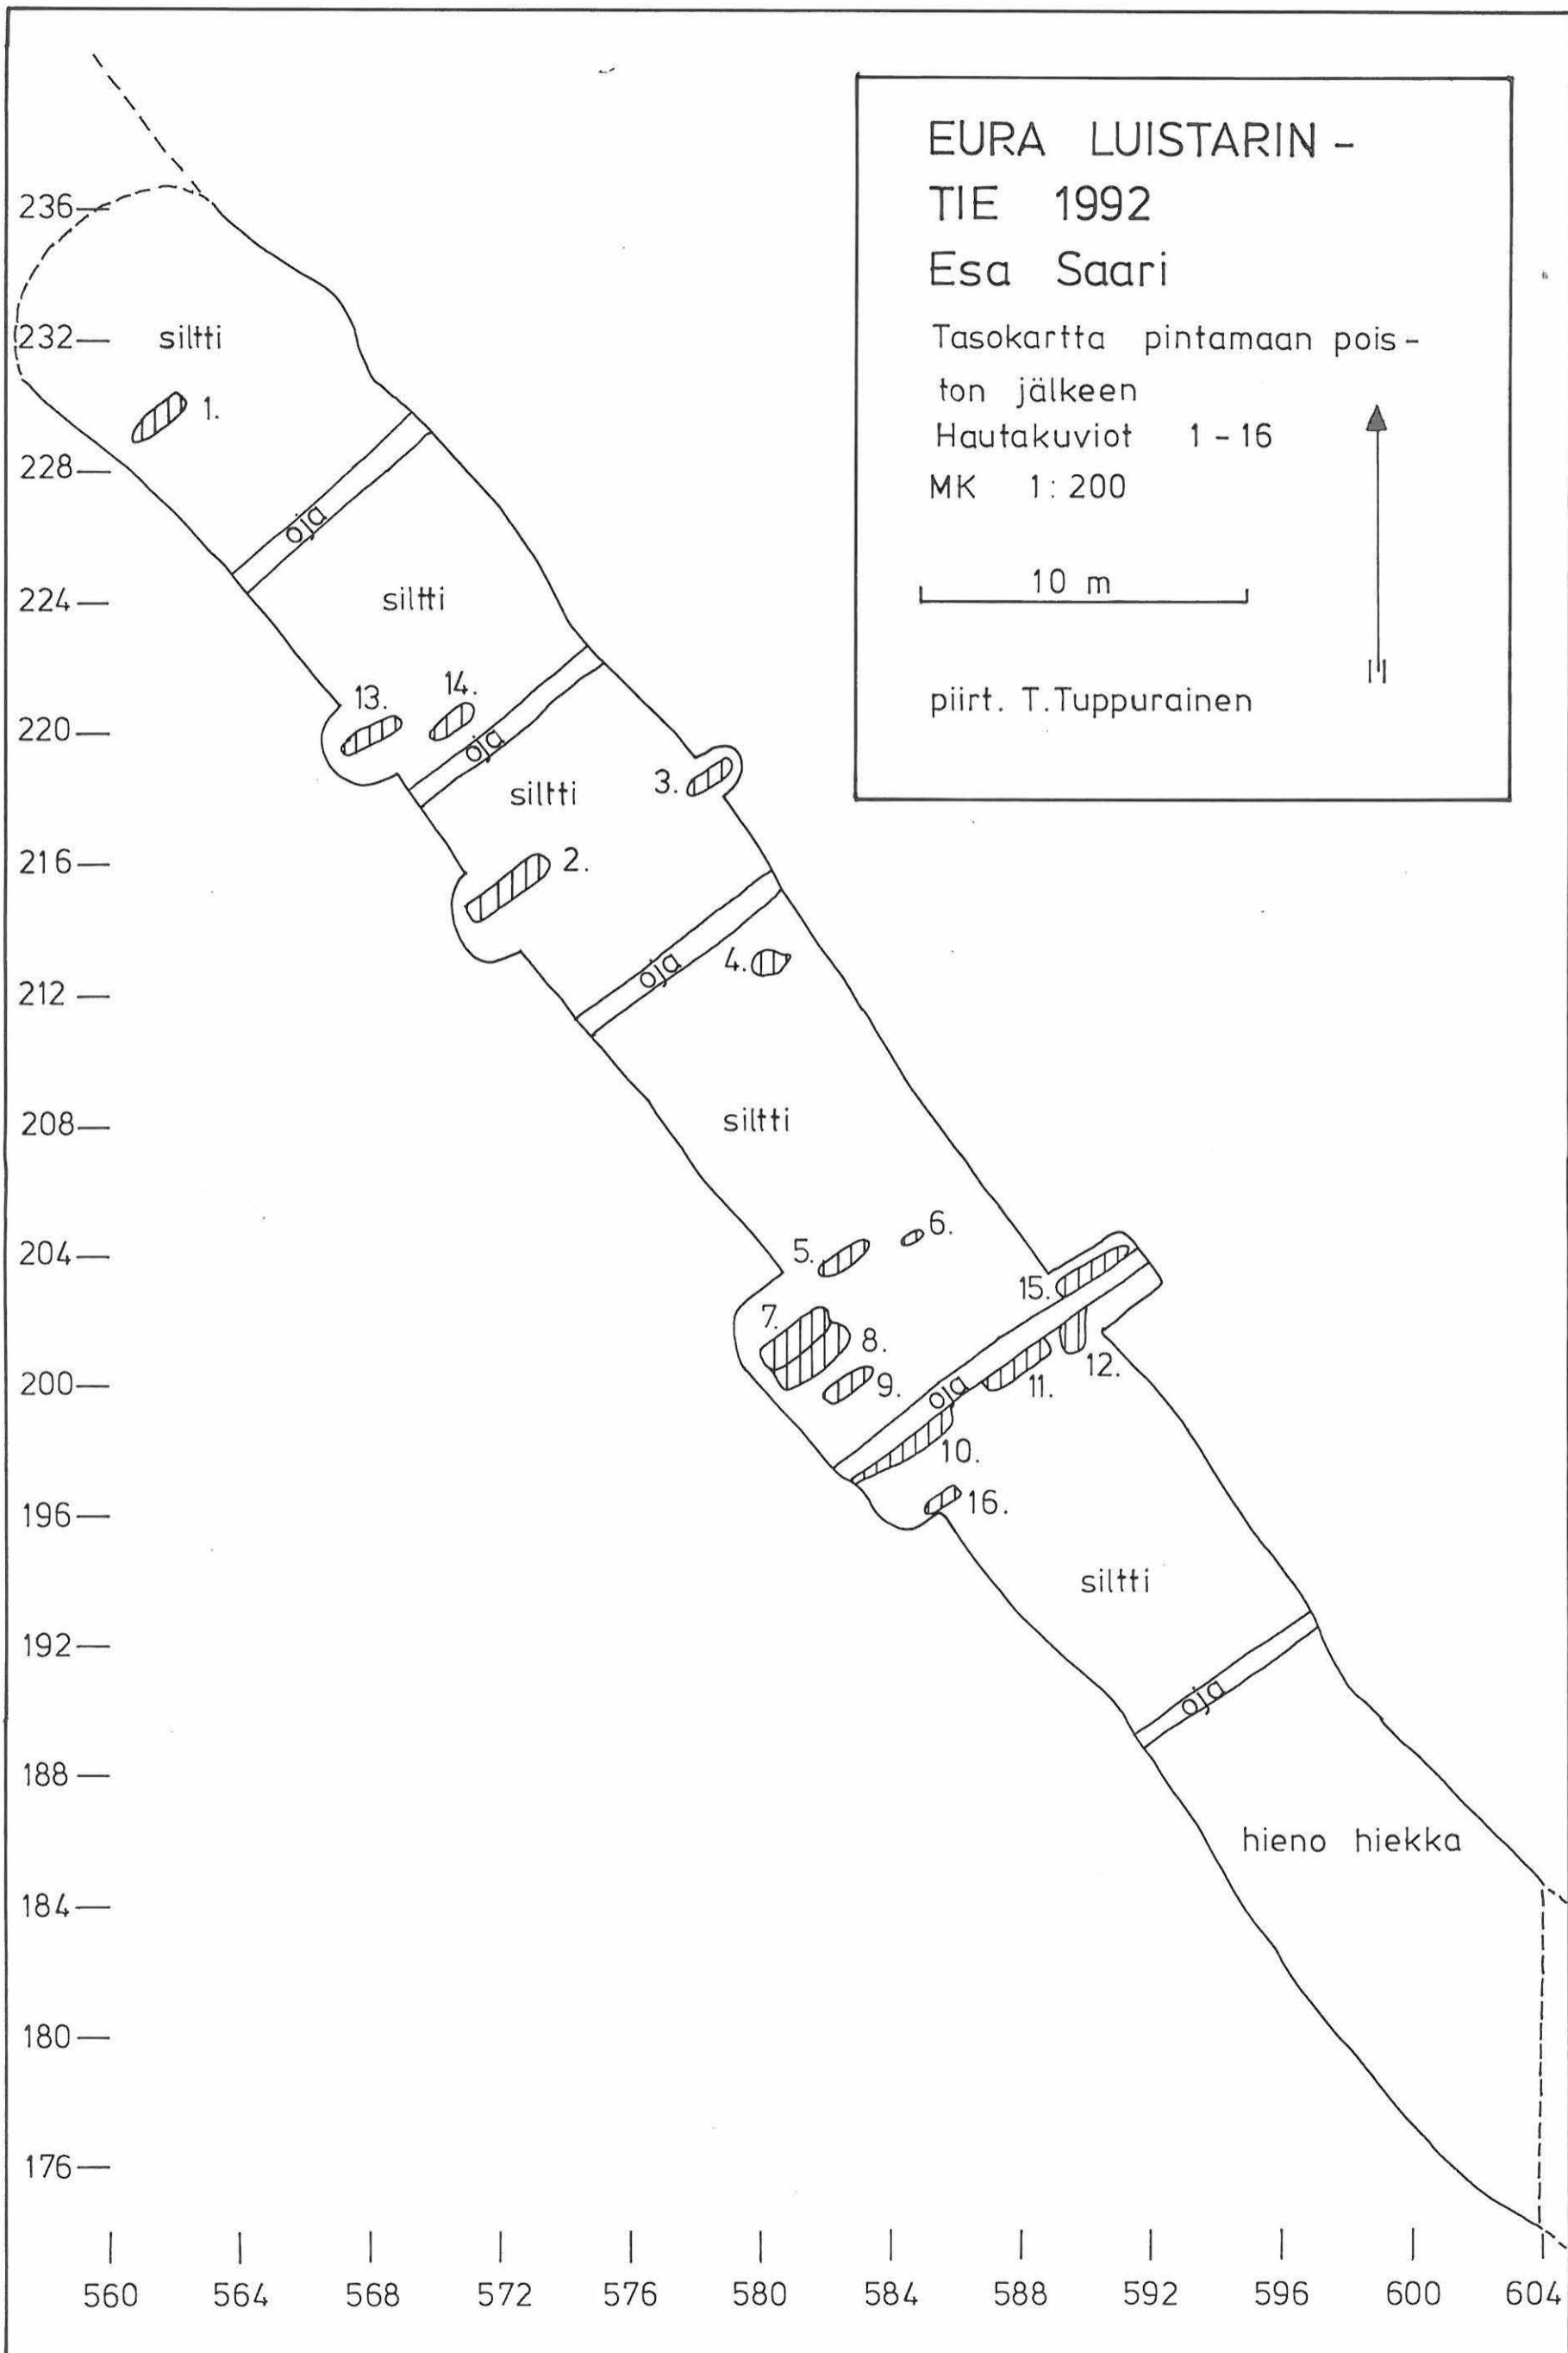 EURA LUISTARIN-
TIE 1992
Esa Saari
Tasokartta pintamaan pois-
ton jälkeen
Hautakuviot 1-16
MK 1:200
10 m
piirt. T.Tuppurainen
236
232
siltti
1.
228
oja
224
siltti
13.
14.
220
oja
3.
siltti
216
2.
4.
oja
212
208
siltti
6.
204
5.
15.
7.
8.
12.
200
9.
oja
11.
10.
196
16.
siltti
192
oja
188
hieno hiekka
184
180
176
560 564 568 572 576 580 584 588 592 596 600 604